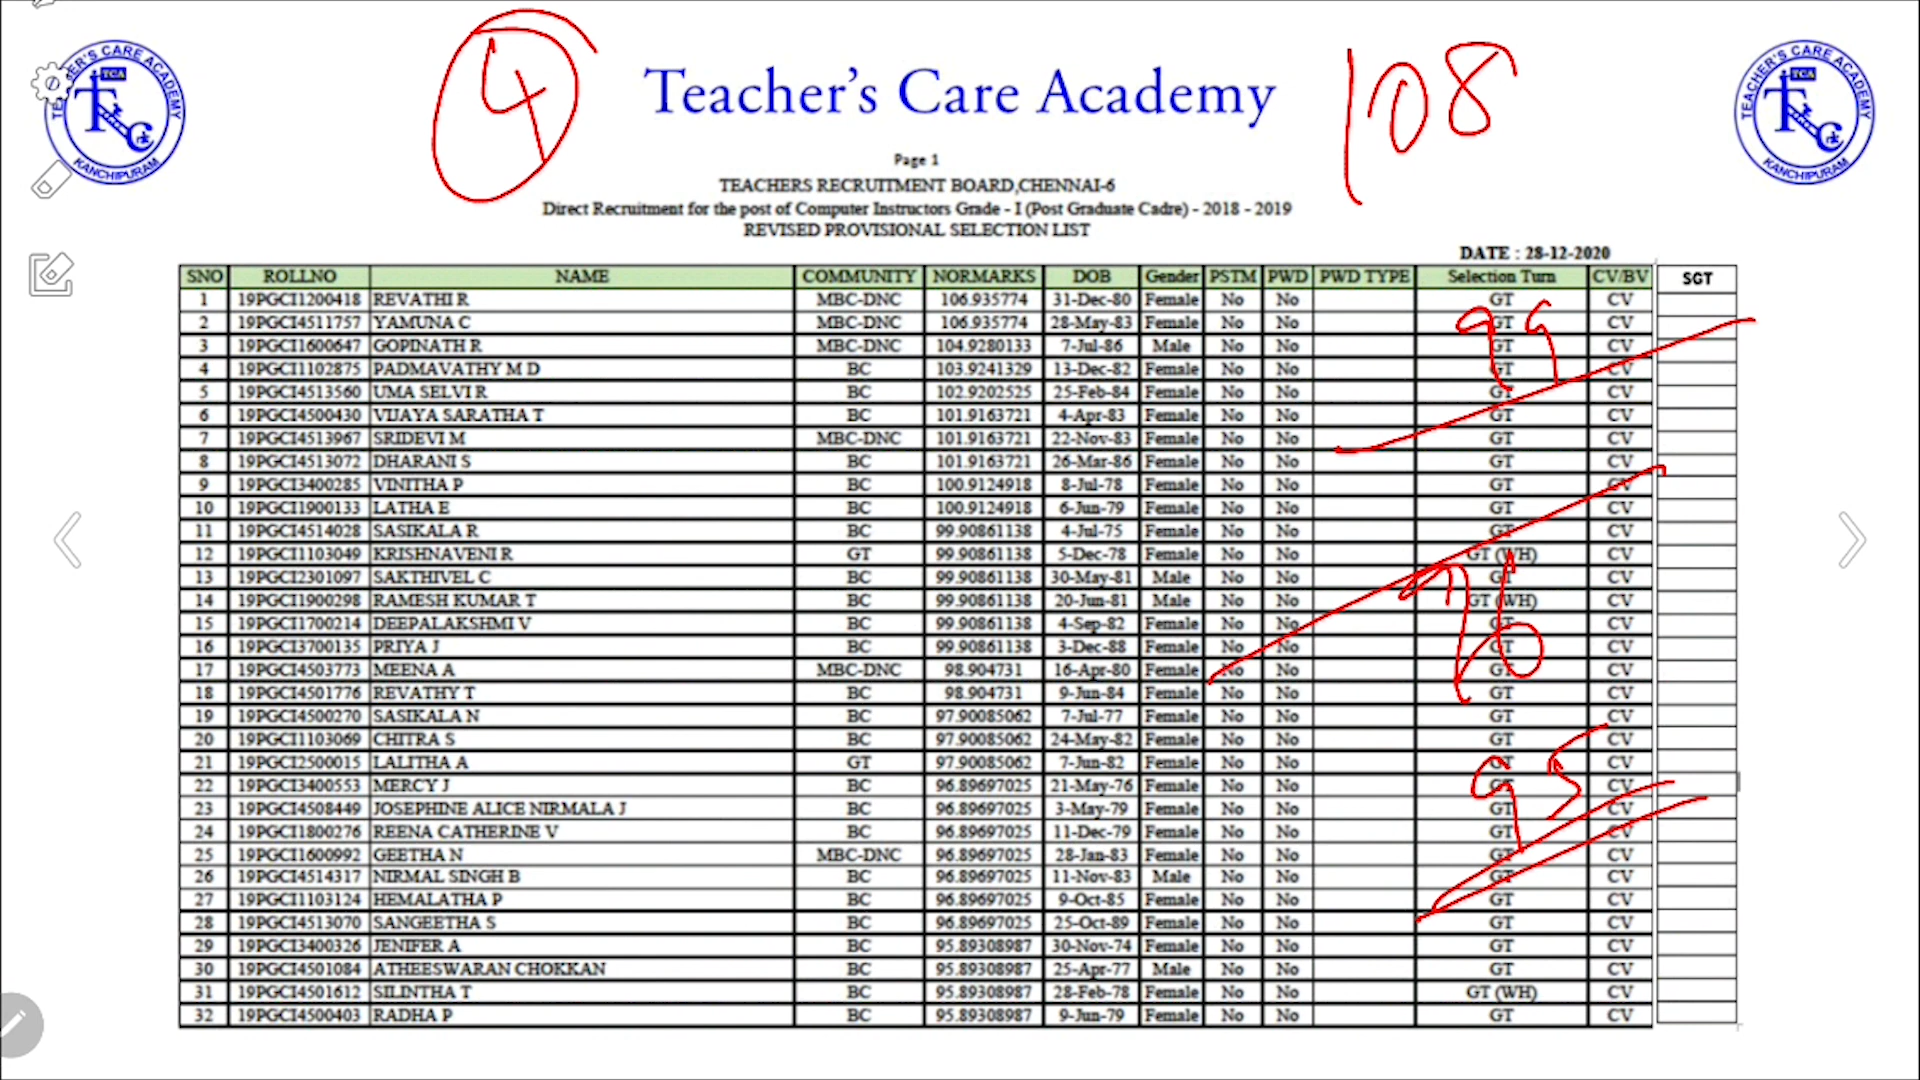 TEACHER'S CARE ACADEMY
TCA
KANCHIPURAM
4
Teacher's Care Academy
108
TEACHER'S CARE ACADEMY
TCA
KANCHIPURAM
Page 1
TEACHERS RECRUITMENT BOARD,CHENNAI-6
Direct Recruitment for the post of Computer Instructors Grade - I (Post Graduate Cadre) - 2018 - 2019
REVISED PROVISIONAL SELECTION LIST
DATE : 28-12-2020
SNO ROLLNO NAME COMMUNITY NORMARKS DOB Gender PSTM PWD PWD TYPE Selection Turn CV/BV SGT
1 19PGCI1200418 REVATHI R MBC-DNC 106.935774 31-Dec-80 Female No No GT CV
2 19PGCI4511757 YAMUNA C MBC-DNC 106.935774 28-May-83 Female No No GT CV
3 19PGCI1600647 GOPINATH R MBC-DNC 104.9280133 7-Jul-86 Male No No GT CV
4 19PGCI1102875 PADMAVATHY M D BC 103.9241329 13-Dec-82 Female No No GT CV
5 19PGCI4513560 UMA SELVI R BC 102.9202525 25-Feb-84 Female No No GT CV
6 19PGCI4500430 VIJAYA SARATHA T BC 101.9163721 4-Apr-83 Female No No GT CV
7 19PGCI4513967 SRIDEVI M MBC-DNC 101.9163721 22-Nov-83 Female No No GT CV
8 19PGCI4513072 DHARANI S BC 101.9163721 26-Mar-86 Female No No GT CV
9 19PGCI3400285 VINITHA P BC 100.9124918 8-Jul-78 Female No No GT CV
10 19PGCI1900133 LATHA E BC 100.9124918 6-Jun-79 Female No No GT CV
11 19PGCI4514028 SASIKALA R BC 99.90861138 4-Jul-75 Female No No GT CV
12 19PGCI1103049 KRISHNAVENI R GT 99.90861138 5-Dec-78 Female No No GT (WH) CV
13 19PGCI2301097 SAKTHIVEL C BC 99.90861138 30-May-81 Male No No GT CV
14 19PGCI1900298 RAMESH KUMAR T BC 99.90861138 20-Jun-81 Male No No GT (WH) CV
15 19PGCI1700214 DEEPALAKSHMI V BC 99.90861138 4-Sep-82 Female No No GT CV
16 19PGCI3700135 PRIYA J BC 99.90861138 3-Dec-88 Female No No GT CV
17 19PGCI4503773 MEENA A MBC-DNC 98.904731 16-Apr-80 Female No No GT CV
18 19PGCI4501776 REVATHY T BC 98.904731 9-Jun-84 Female No No GT CV
19 19PGCI4500270 SASIKALA N BC 97.90085062 7-Jul-77 Female No No GT CV
20 19PGCI1103069 CHITRA S BC 97.90085062 24-May-82 Female No No GT CV
21 19PGCI2500015 LALITHA A GT 97.90085062 7-Jun-82 Female No No GT CV
22 19PGCI3400553 MERCY J BC 96.89697025 21-May-76 Female No No GT CV
23 19PGCI4508449 JOSEPHINE ALICE NIRMALA J BC 96.89697025 3-May-79 Female No No GT CV
24 19PGCI1800276 REENA CATHERINE V BC 96.89697025 11-Dec-79 Female No No GT CV
25 19PGCI1600992 GEETHA N MBC-DNC 96.89697025 28-Jan-83 Female No No GT CV
26 19PGCI4514317 NIRMAL SINGH B BC 96.89697025 11-Nov-83 Male No No GT CV
27 19PGCI1103124 HEMALATHA P BC 96.89697025 9-Oct-85 Female No No GT CV
28 19PGCI4513070 SANGEETHA S BC 96.89697025 25-Oct-89 Female No No GT CV
29 19PGCI3400326 JENIFER A BC 95.89308987 30-Nov-74 Female No No GT CV
30 19PGCI4501084 ATHEESWARAN CHOKKAN BC 95.89308987 25-Apr-77 Male No No GT CV
31 19PGCI4501612 SILINTHA T BC 95.89308987 28-Feb-78 Female No No GT (WH) CV
32 19PGCI4500403 RADHA P BC 95.89308987 9-Jun-79 Female No No GT CV
95